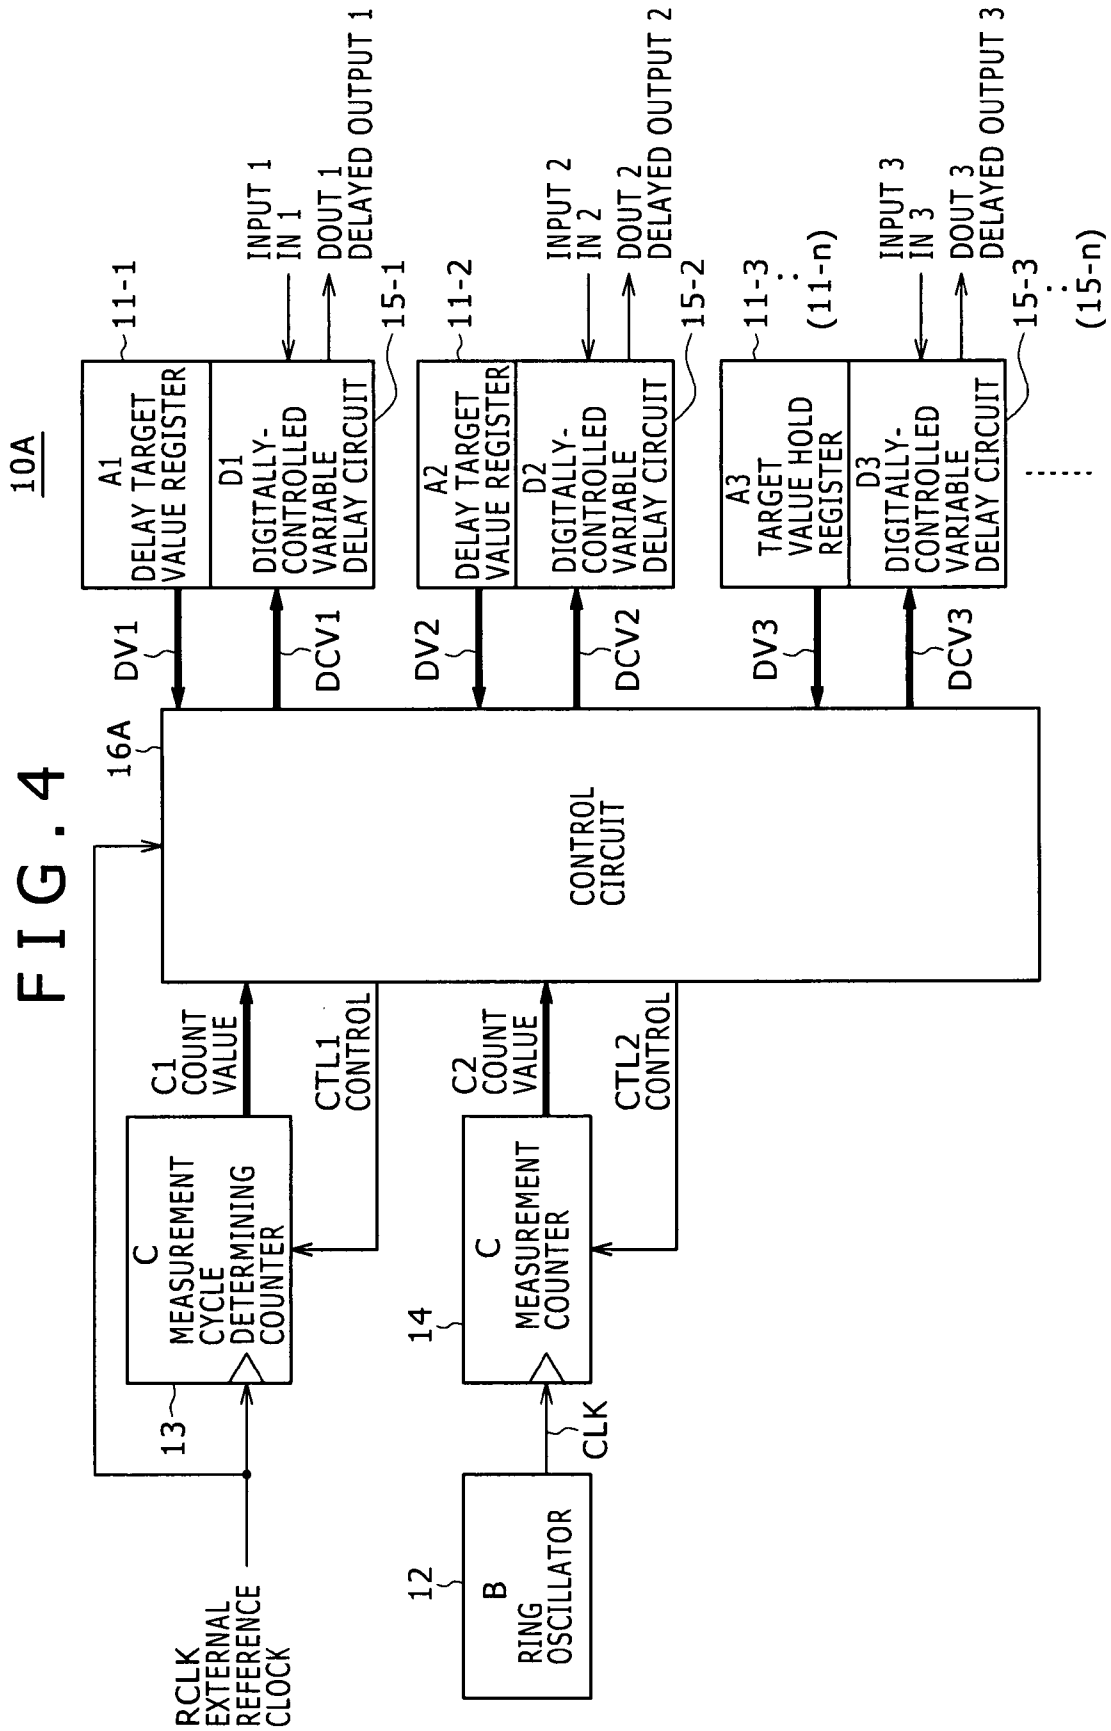 FIG. 4
10A
RCLK
EXTERNAL
REFERENCE
CLOCK
13
C
MEASUREMENT
CYCLE
DETERMINING
COUNTER
C1
COUNT
VALUE
CTL1
CONTROL
12
B
RING
OSCILLATOR
CLK
14
C
MEASUREMENT
COUNTER
C2
COUNT
VALUE
CTL2
CONTROL
16A
CONTROL
CIRCUIT
DV1
DCV1
A1
DELAY TARGET
VALUE REGISTER
D1
DIGITALLY-
CONTROLLED
VARIABLE
DELAY CIRCUIT
11-1
INPUT 1
IN 1
DOUT 1
DELAYED OUTPUT 1
15-1
DV2
DCV2
A2
DELAY TARGET
VALUE REGISTER
D2
DIGITALLY-
CONTROLLED
VARIABLE
DELAY CIRCUIT
11-2
INPUT 2
IN 2
DOUT 2
DELAYED OUTPUT 2
15-2
DV3
DCV3
A3
TARGET
VALUE HOLD
REGISTER
D3
DIGITALLY-
CONTROLLED
VARIABLE
DELAY CIRCUIT
11-3
(11-n)
INPUT 3
IN 3
DOUT 3
DELAYED OUTPUT 3
15-3
(15-n)